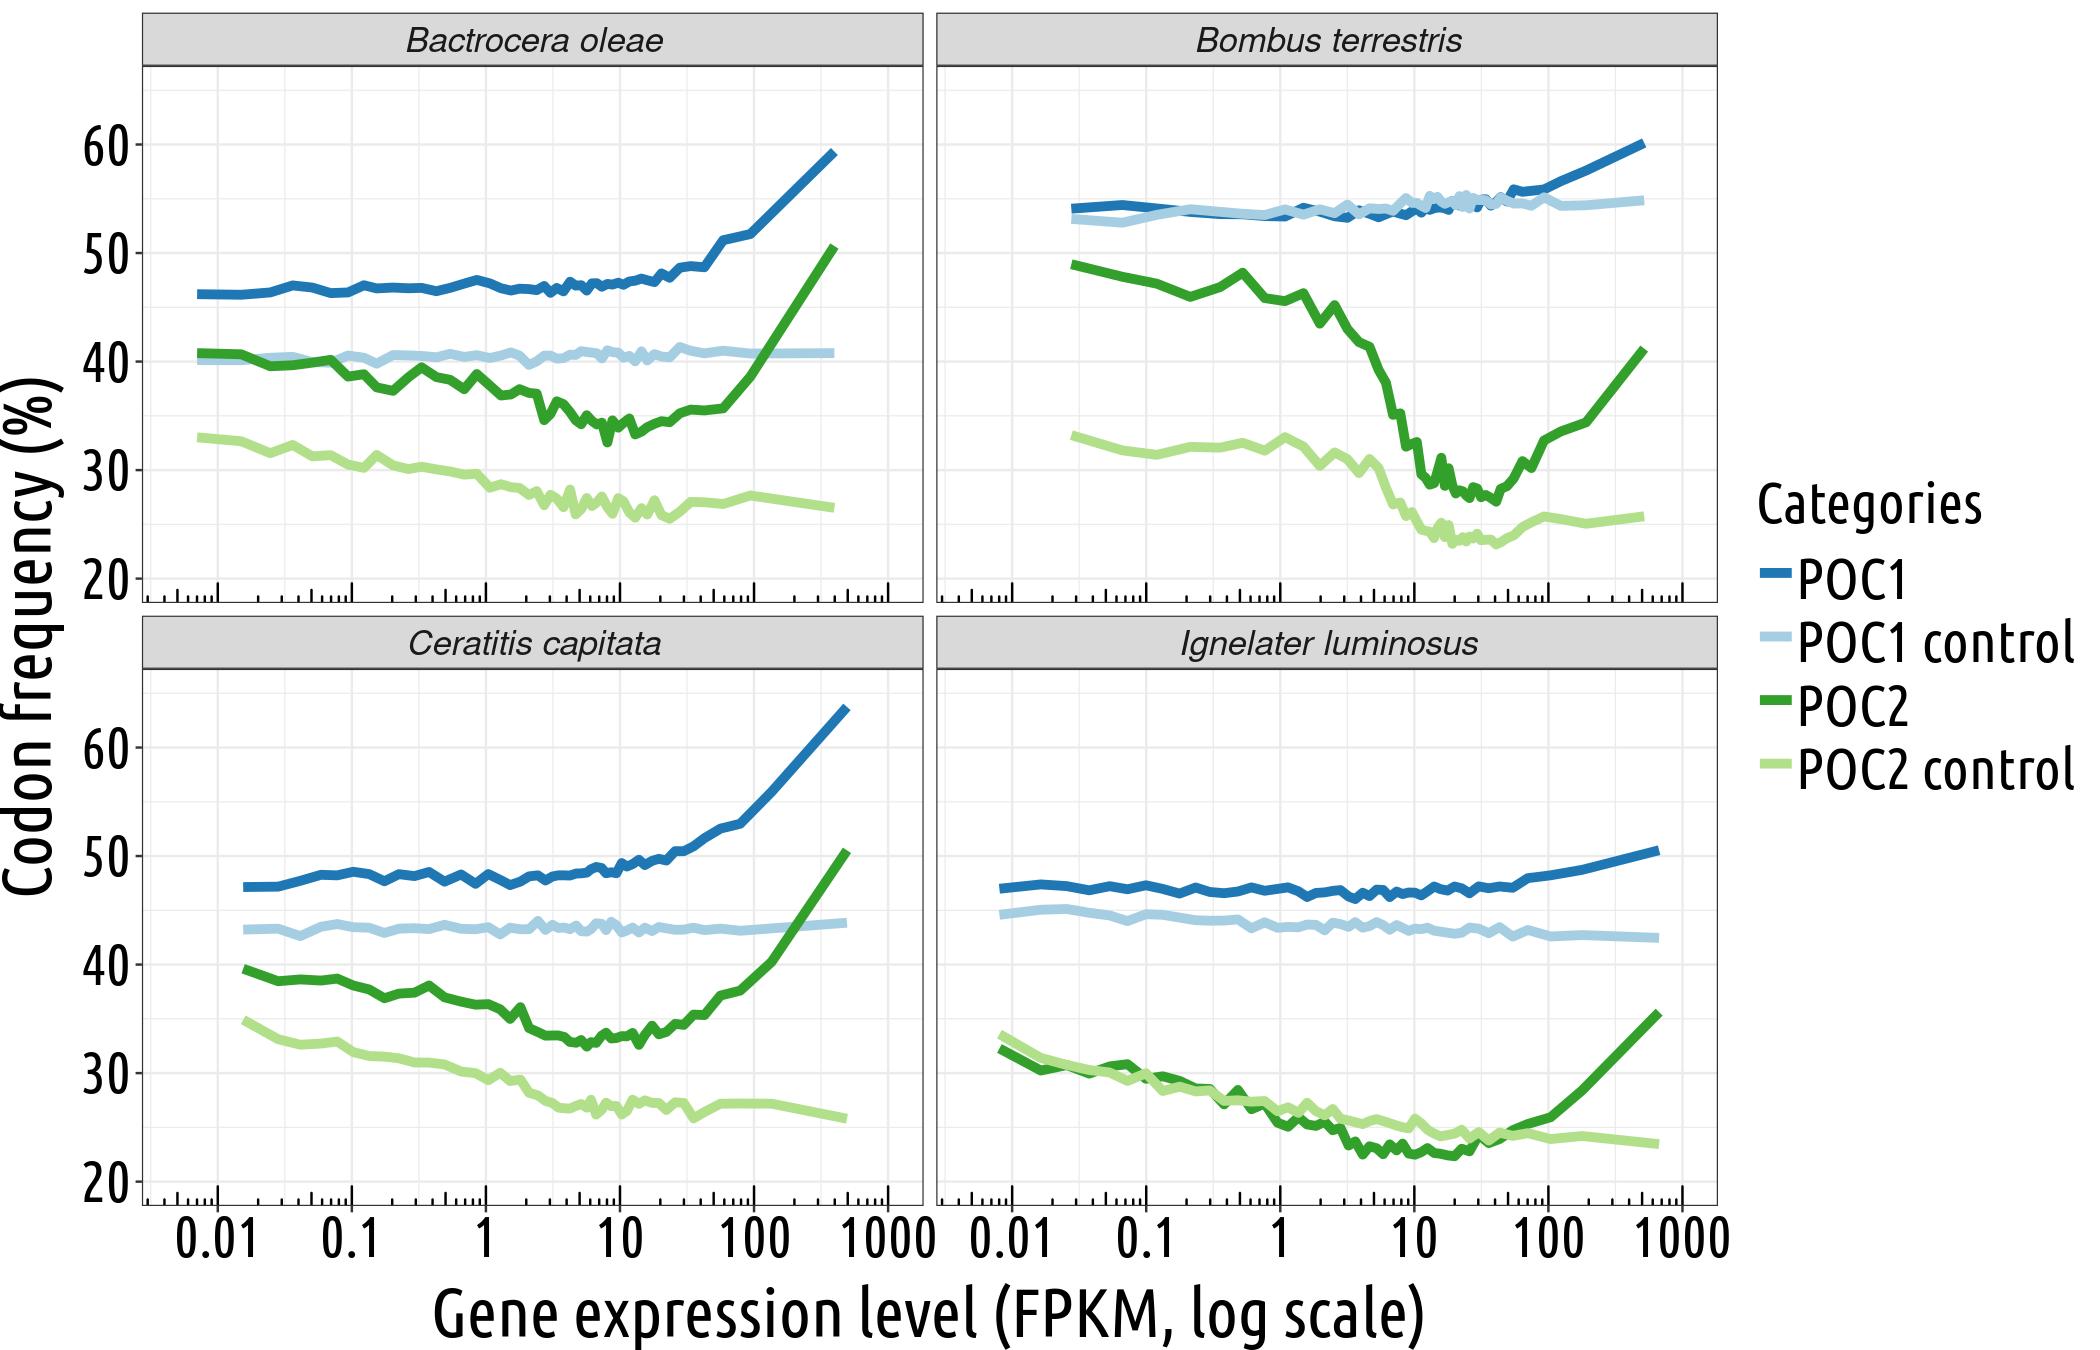 Bactrocera oleae
Bombus terrestris
60
50
40
30
20
Ceratitis capitata
Ignelater luminosus
60
50
40
30
20
0.01 0.1 1 10 100 1000
0.01 0.1 1 10 100 1000
Codon frequency (%)
Gene expression level (FPKM, log scale)
Categories
POC1
POC1 control
POC2
POC2 control